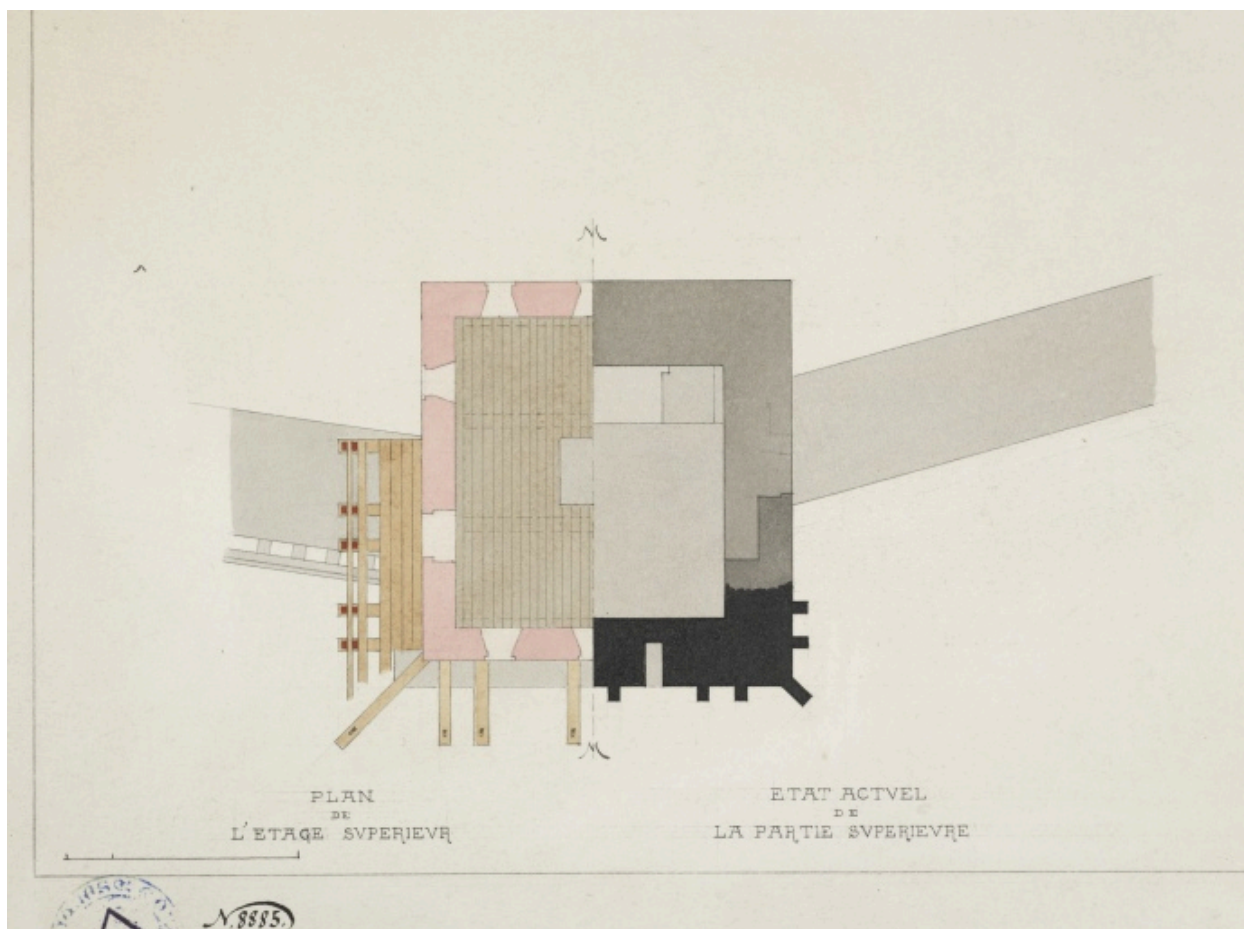 M
M
PLAN
DE
L'ETAGE SVPERIEVR
ETAT ACTVEL
DE
LA PARTIE SVPERIEVRE
N. 8885.